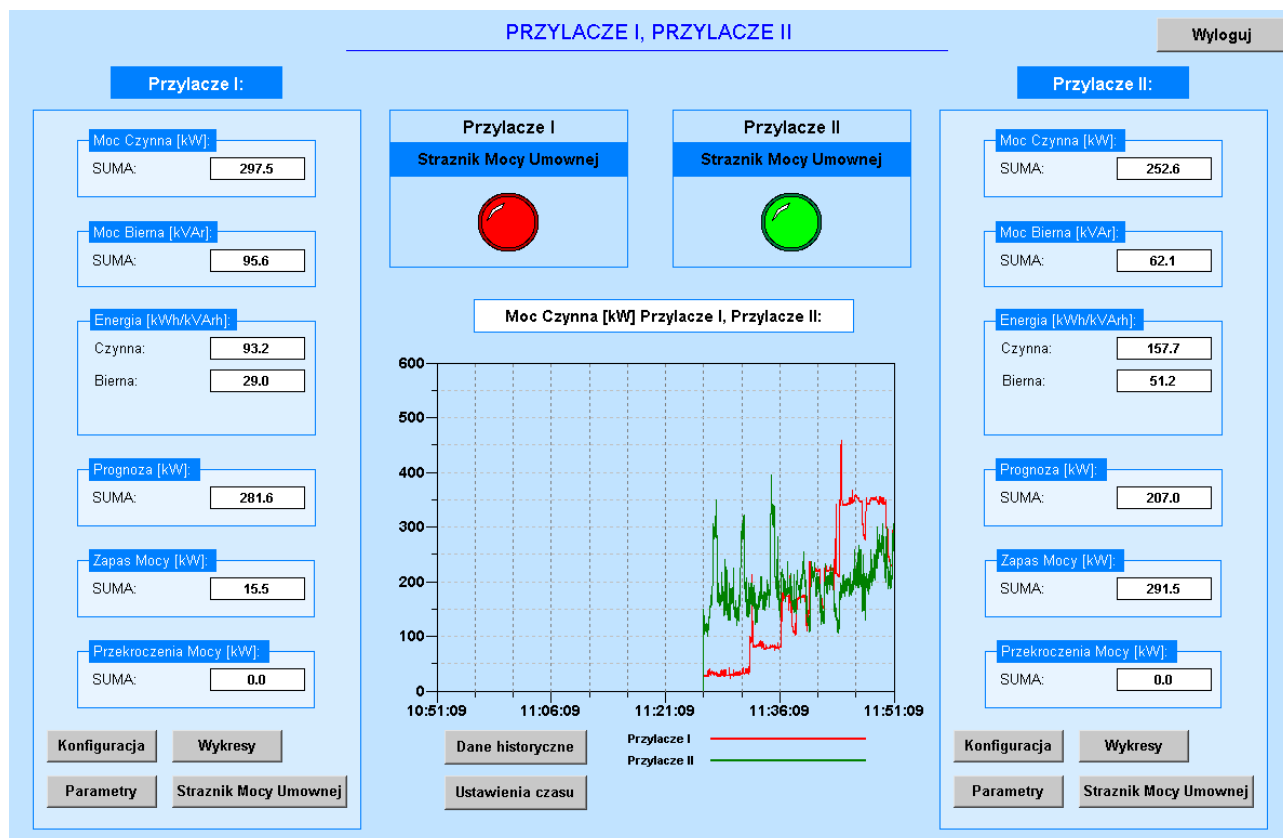 PRZYLACZE I, PRZYLACZE II
Wyloguj
Przylacze I:
Moc Czynna [kW]:
SUMA: 297.5
Moc Bierna [kVAr]:
SUMA: 95.6
Energia [kWh/kVArh]:
Czynna: 93.2
Bierna: 29.0
Prognoza [kW]:
SUMA: 281.6
Zapas Mocy [kW]:
SUMA: 15.5
Przekroczenia Mocy [kW]:
SUMA: 0.0
Konfiguracja Wykresy
Parametry Straznik Mocy Umownej
Przylacze I
Straznik Mocy Umownej
Przylacze II
Straznik Mocy Umownej
Moc Czynna [kW] Przylacze I, Przylacze II:
600
500
400
300
200
100
0
10:51:09 11:06:09 11:21:09 11:36:09 11:51:09
Dane historyczne
Ustawienia czasu
Przylacze I
Przylacze II
Przylacze II:
Moc Czynna [kW]:
SUMA: 252.6
Moc Bierna [kVAr]:
SUMA: 62.1
Energia [kWh/kVArh]:
Czynna: 157.7
Bierna: 51.2
Prognoza [kW]:
SUMA: 207.0
Zapas Mocy [kW]:
SUMA: 291.5
Przekroczenia Mocy [kW]:
SUMA: 0.0
Konfiguracja Wykresy
Parametry Straznik Mocy Umownej